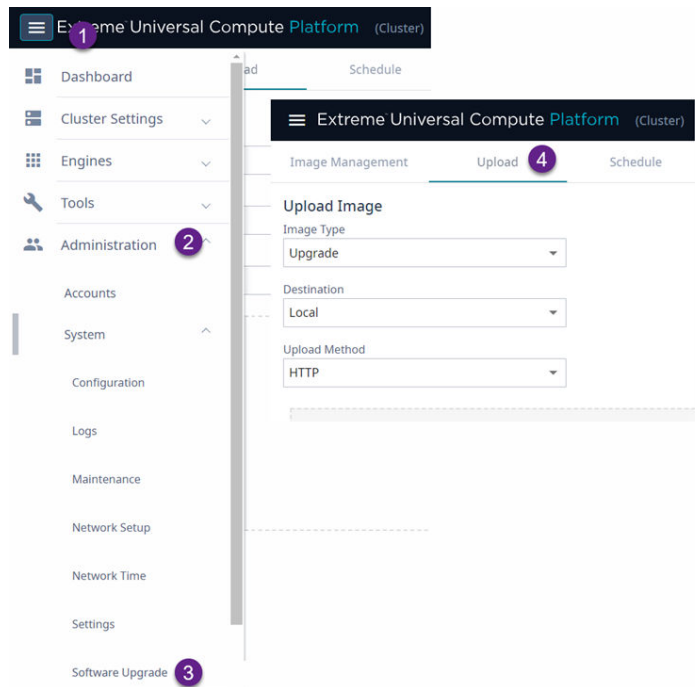 Extreme Universal Compute Platform (Cluster)
1
Dashboard
ad
Schedule
Cluster Settings
Engines
Tools
Administration 2
Accounts
System
Configuration
Logs
Maintenance
Network Setup
Network Time
Settings
Software Upgrade 3
Extreme Universal Compute Platform (Cluster)
Image Management
Upload 4
Schedule
Upload Image
Image Type
Upgrade
Destination
Local
Upload Method
HTTP